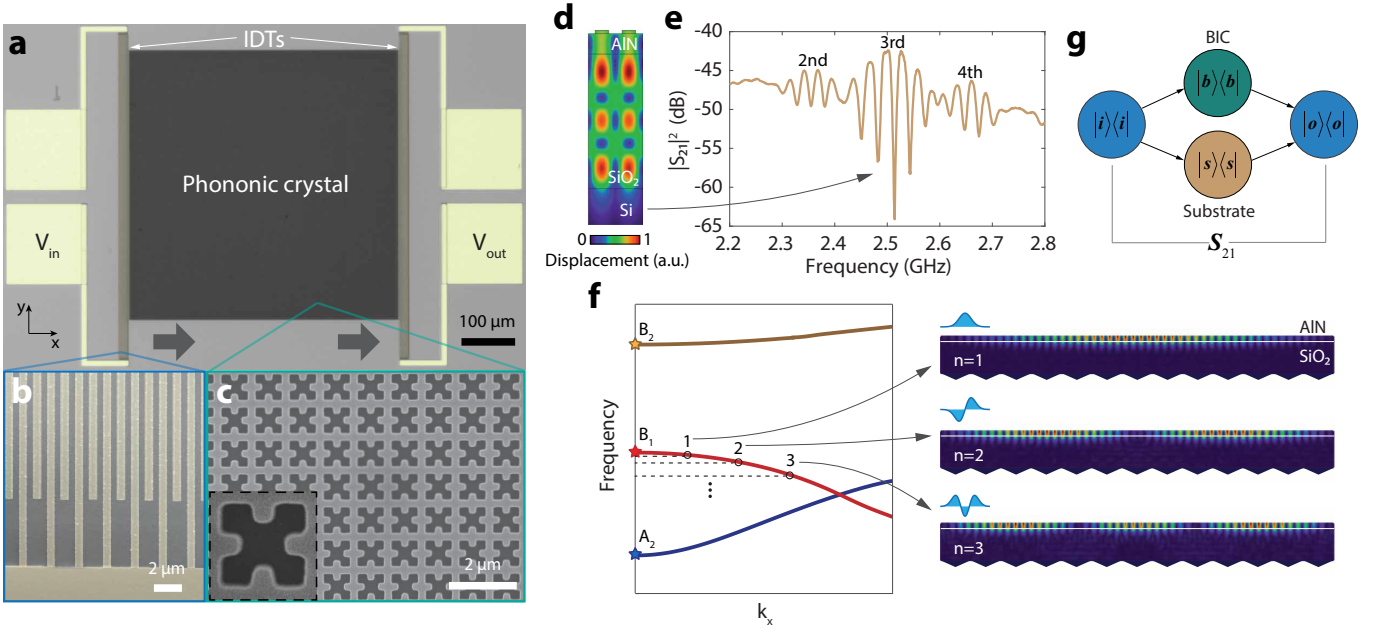 a
IDTs
Phononic crystal
V_in
V_out
y
x
100 µm
b
2 µm
c
2 µm
d
AlN
SiO₂
Si
0 1
Displacement (a.u.)
e
|S₂₁|² (dB)
-40
-45
-50
-55
-60
-65
2nd
3rd
4th
2.2 2.3 2.4 2.5 2.6 2.7 2.8
Frequency (GHz)
f
Frequency
B₂
B₁
1
2
3
⋮
A₂
k_x
n=1
AlN
SiO₂
n=2
n=3
g
BIC
|b⟩⟨b|
|i⟩⟨i|
|o⟩⟨o|
|s⟩⟨s|
Substrate
S₂₁